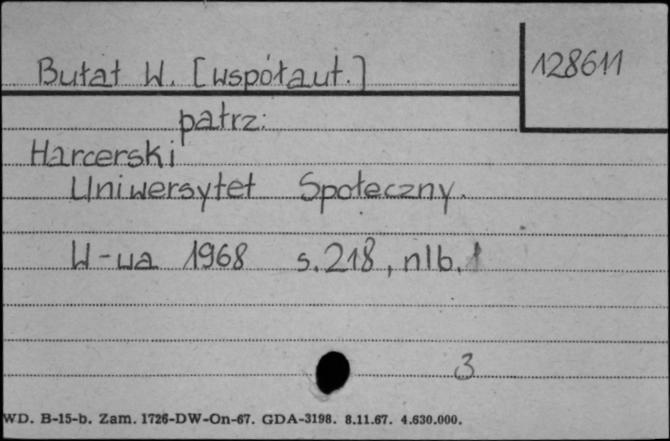 Bułat W. [współaut.]
128611
patrz:
Harcerski
Uniwersytet Społeczny.
W-wa 1968 s.218, nlb. 1
3
WD. B-15-b. Zam. 1726-DW-On-67. GDA-3198. 8.11.67. 4.630.000.